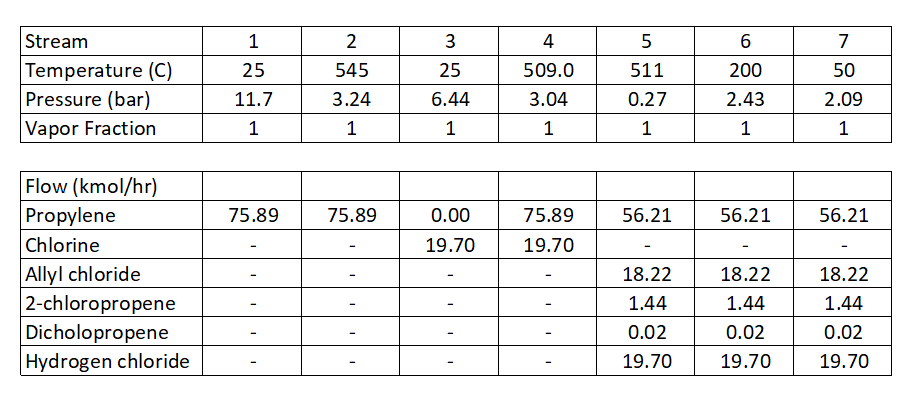 Stream 1 2 3 4 5 6 7
Temperature (C) 25 545 25 509.0 511 200 50
Pressure (bar) 11.7 3.24 6.44 3.04 0.27 2.43 2.09
Vapor Fraction 1 1 1 1 1 1 1
Flow (kmol/hr)
Propylene 75.89 75.89 0.00 75.89 56.21 56.21 56.21
Chlorine - - 19.70 19.70 - - -
Allyl chloride - - - - 18.22 18.22 18.22
2-chloropropene - - - - 1.44 1.44 1.44
Dicholopropene - - - - 0.02 0.02 0.02
Hydrogen chloride - - - - 19.70 19.70 19.70